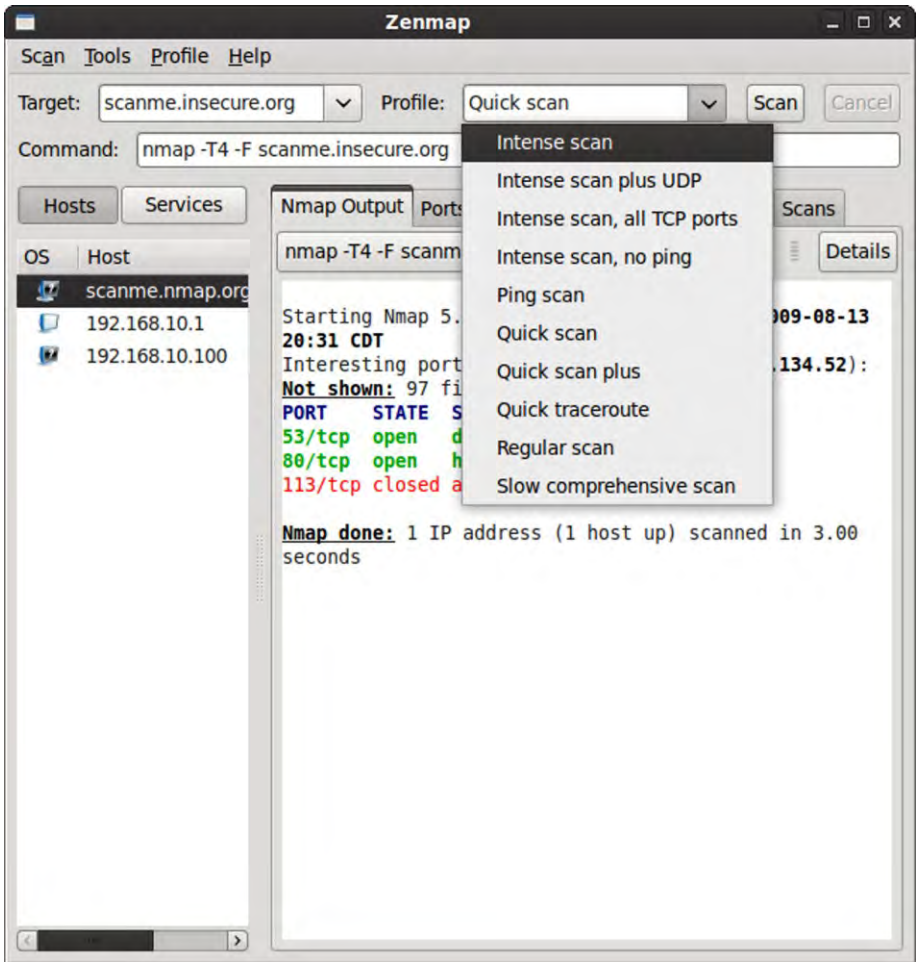 Zenmap
Scan Tools Profile Help
Target: scanme.insecure.org Profile: Quick scan Scan Cancel
Command: nmap -T4 -F scanme.insecure.org
Intense scan
Intense scan plus UDP
Intense scan, all TCP ports
Intense scan, no ping
Ping scan
Quick scan
Quick scan plus
Quick traceroute
Regular scan
Slow comprehensive scan
Hosts Services
OS Host
scanme.nmap.org
192.168.10.1
192.168.10.100
Nmap Output Ports Scans
nmap -T4 -F scanm Details
Starting Nmap 5. 009-08-13
20:31 CDT
Interesting port .134.52):
Not shown: 97 fi
PORT STATE S
53/tcp open d
80/tcp open h
113/tcp closed a
Nmap done: 1 IP address (1 host up) scanned in 3.00
seconds